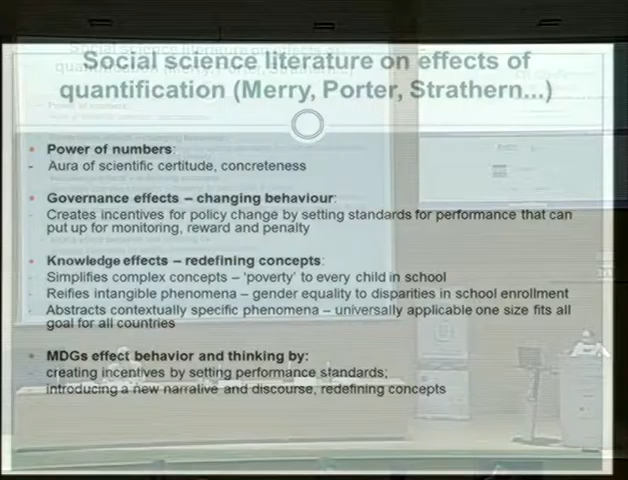 Social science literature on effects of
quantification (Merry, Porter, Strathern...)
Power of numbers:
- Aura of scientific certitude, concreteness
Governance effects – changing behaviour:
- Creates incentives for policy change by setting standards for performance that can
put up for monitoring, reward and penalty
Knowledge effects – redefining concepts:
- Simplifies complex concepts – 'poverty' to every child in school
- Reifies intangible phenomena – gender equality to disparities in school enrollment
- Abstracts contextually specific phenomena – universally applicable one size fits all
goal for all countries
MDGs effect behavior and thinking by:
- creating incentives by setting performance standards;
- introducing a new narrative and discourse, redefining concepts